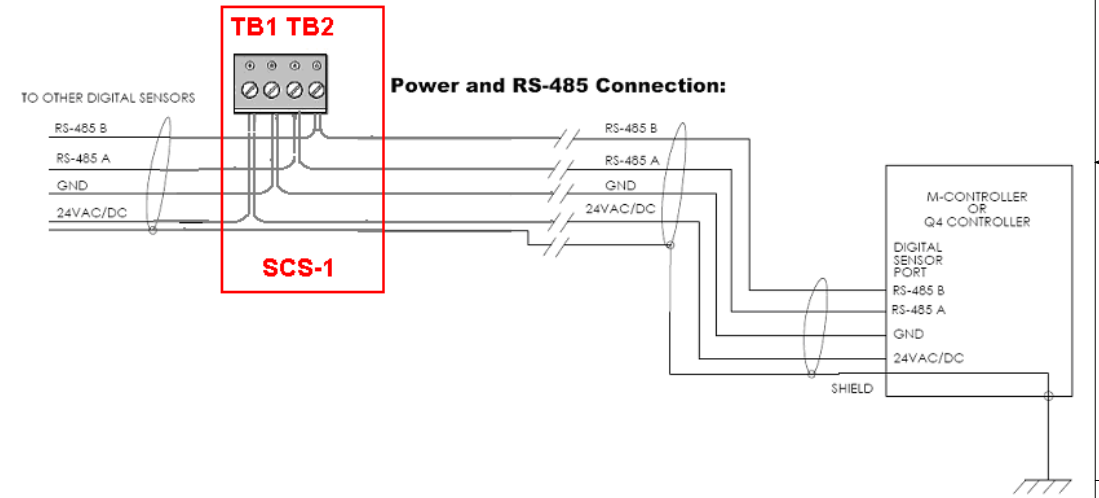 TB1 TB2
Power and RS-485 Connection:
TO OTHER DIGITAL SENSORS
RS-485 B
RS-485 A
GND
24VAC/DC
SCS-1
RS-485 B
RS-485 A
GND
24VAC/DC
M-CONTROLLER
OR
Q4 CONTROLLER
DIGITAL
SENSOR
PORT
RS-485 B
RS-485 A
GND
24VAC/DC
SHIELD